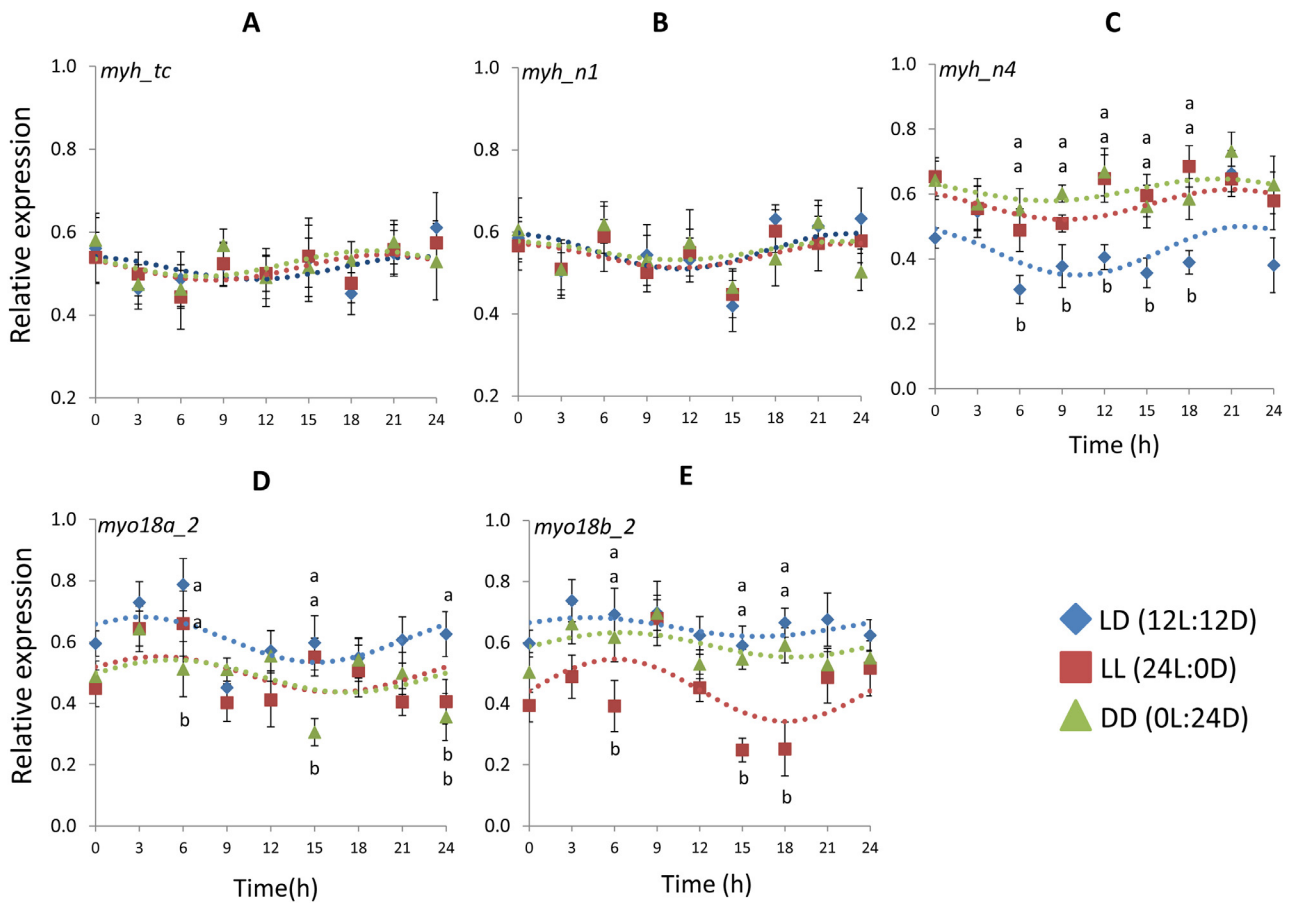 A
B
C
myh_tc
myh_n1
myh_n4
Relative expression
1.0
0.8
0.6
0.4
0.2
0 3 6 9 12 15 18 21 24
1.0
0.8
0.6
0.4
0.2
0 3 6 9 12 15 18 21 24
1.0
0.8
0.6
0.4
0.2
0.0
a a a a a
a a a a a
b b b b b
0 3 6 9 12 15 18 21 24
Time (h)
D
E
myo18a_2
myo18b_2
Relative expression
1.0
0.8
0.6
0.4
0.2
0.0
a a a
a a
b b b
b
0 3 6 9 12 15 18 21 24
Time(h)
1.0
0.8
0.6
0.4
0.2
0.0
a a a
a a a
b b b
0 3 6 9 12 15 18 21 24
Time (h)
LD (12L:12D)
LL (24L:0D)
DD (0L:24D)